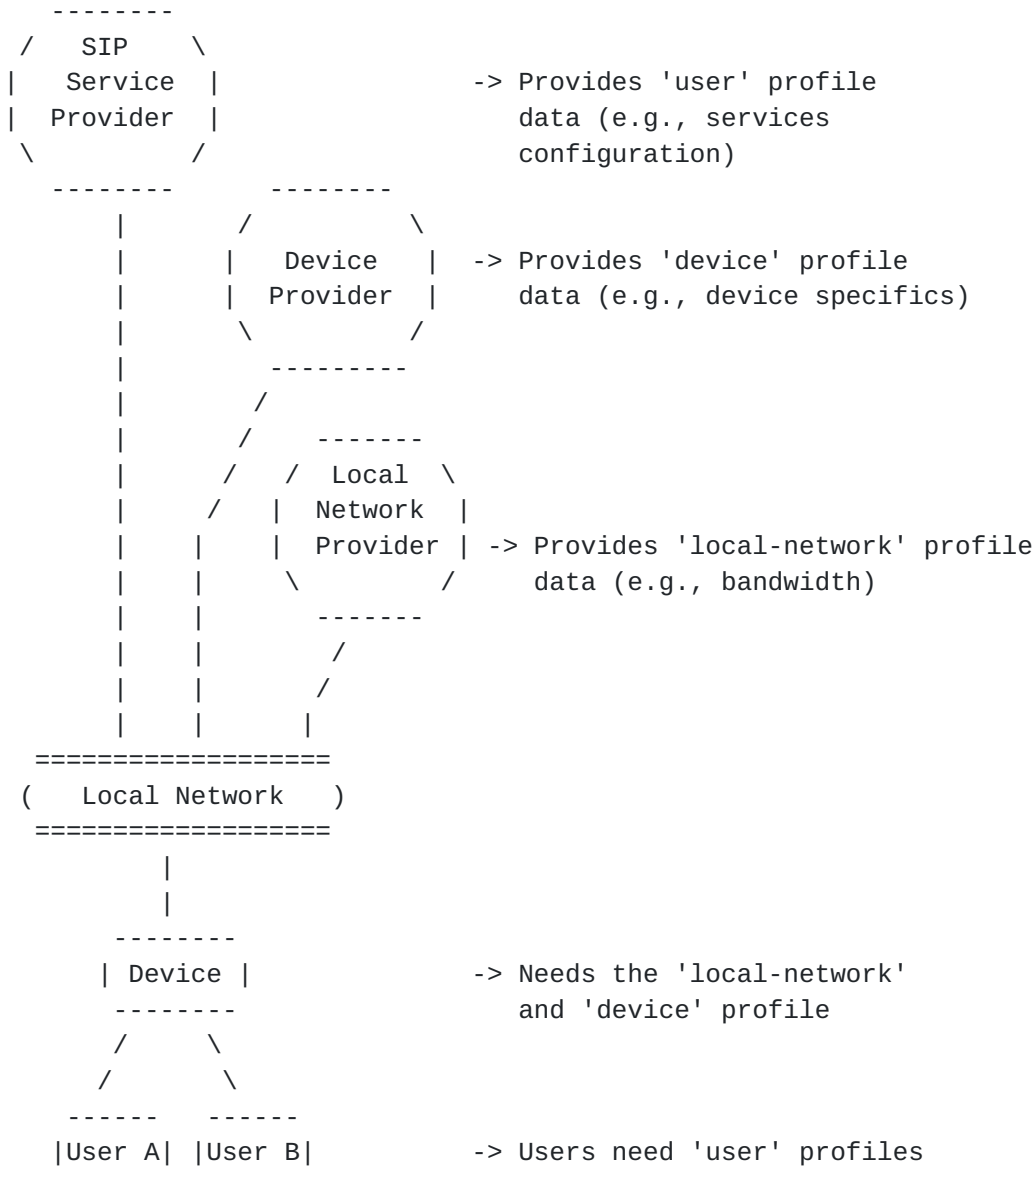 SIP
Service -> Provides 'user' profile
Provider data (e.g., services
configuration)
Device -> Provides 'device' profile
Provider data (e.g., device specifics)
Local
Network
Provider -> Provides 'local-network' profile
data (e.g., bandwidth)
( Local Network )
| Device | -> Needs the 'local-network'
and 'device' profile
|User A| |User B| -> Users need 'user' profiles